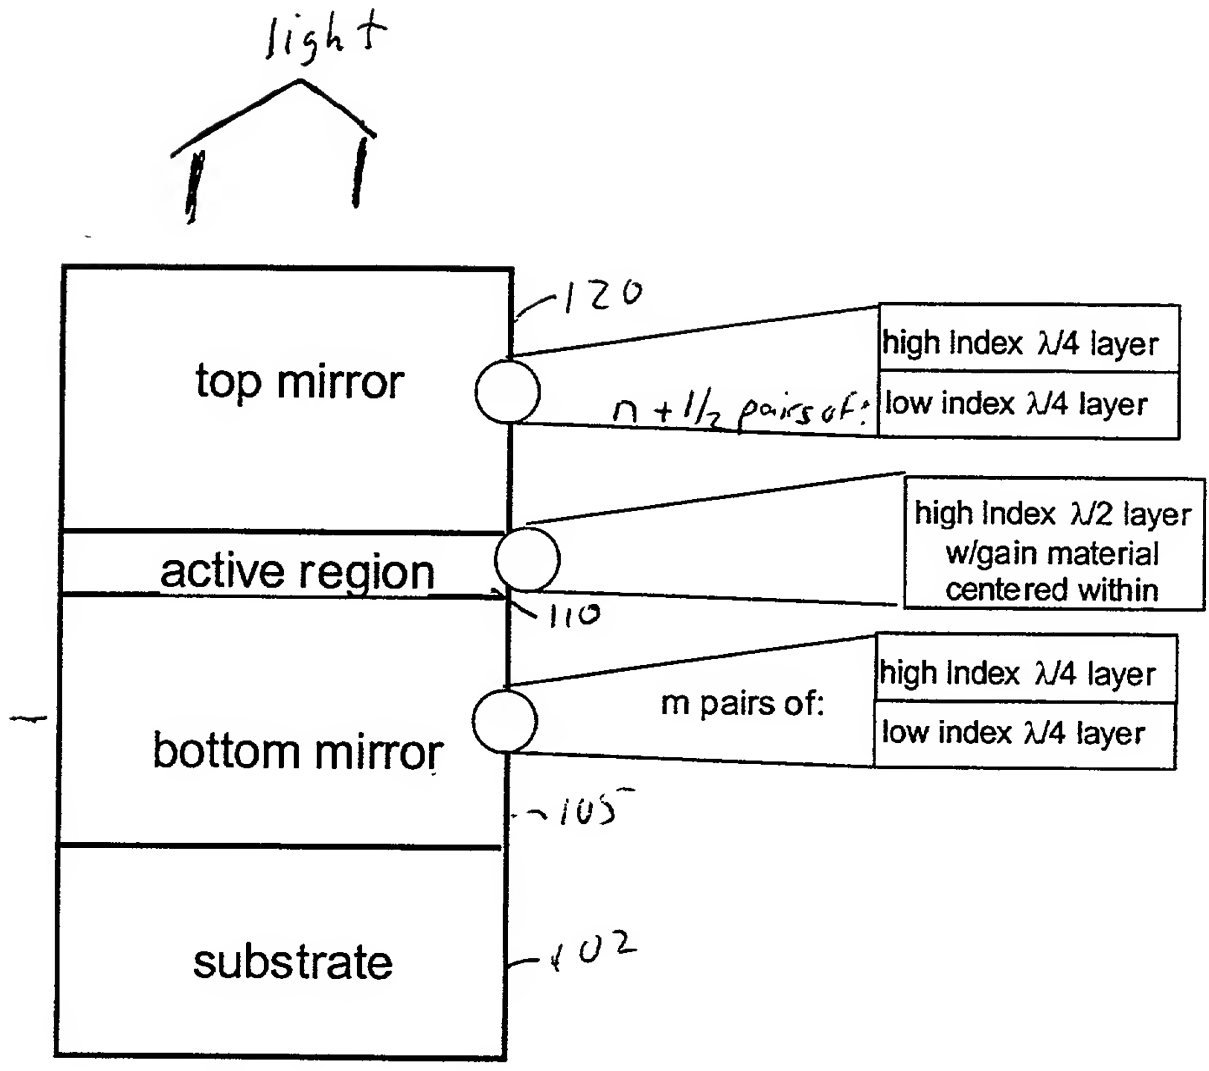 light
120
top mirror
n + 1/2 pairs of:
high index λ/4 layer
low index λ/4 layer
active region
110
high index λ/2 layer
w/gain material
centered within
bottom mirror
m pairs of:
high index λ/4 layer
low index λ/4 layer
105
substrate
102